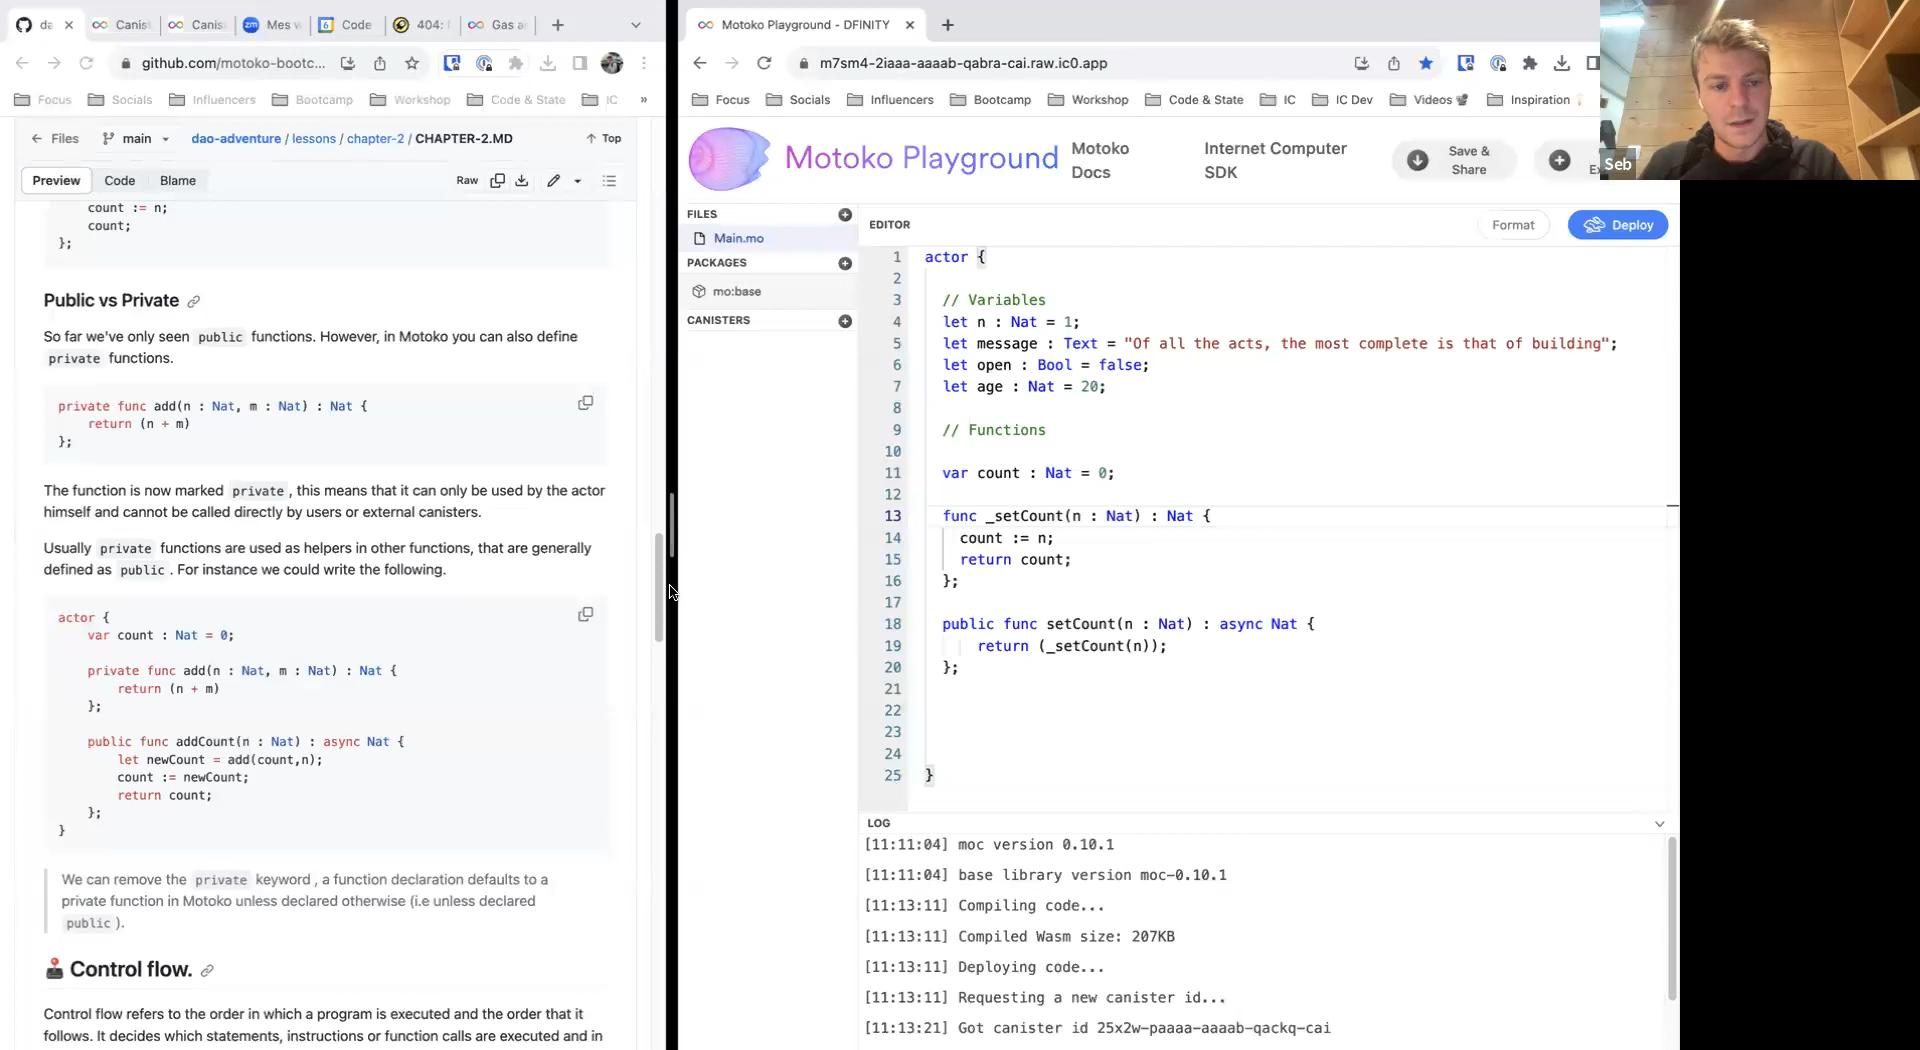 da
Canist
Canis
Mes v
Code
404:
Gas a
github.com/motoko-bootc...
Focus
Socials
Influencers
Bootcamp
Workshop
Code & State
IC
»
Files
main
dao-adventure / lessons / chapter-2 / CHAPTER-2.MD
Top
Preview
Code
Blame
Raw
count := n;
count;
};
Public vs Private
So far we've only seen public functions. However, in Motoko you can also define
private functions.
private func add(n : Nat, m : Nat) : Nat {
return (n + m)
};
The function is now marked private , this means that it can only be used by the actor
himself and cannot be called directly by users or external canisters.
Usually private functions are used as helpers in other functions, that are generally
defined as public . For instance we could write the following.
actor {
var count : Nat = 0;
private func add(n : Nat, m : Nat) : Nat {
return (n + m)
};
public func addCount(n : Nat) : async Nat {
let newCount = add(count,n);
count := newCount;
return count;
};
}
We can remove the private keyword , a function declaration defaults to a
private function in Motoko unless declared otherwise (i.e unless declared
public ).
Control flow.
Control flow refers to the order in which a program is executed and the order that it
follows. It decides which statements, instructions or function calls are executed and in
Motoko Playground - DFINITY
m7sm4-2iaaa-aaaab-qabra-cai.raw.ic0.app
Focus
Socials
Influencers
Bootcamp
Workshop
Code & State
IC
IC Dev
Videos
Inspiration
Motoko Playground
Motoko
Docs
Internet Computer
SDK
Save &
Share
Seb
FILES
Main.mo
PACKAGES
mo:base
CANISTERS
EDITOR
Format
Deploy
1 actor {
2
3 // Variables
4 let n : Nat = 1;
5 let message : Text = "Of all the acts, the most complete is that of building";
6 let open : Bool = false;
7 let age : Nat = 20;
8
9 // Functions
10
11 var count : Nat = 0;
12
13 func _setCount(n : Nat) : Nat {
14 count := n;
15 return count;
16 };
17
18 public func setCount(n : Nat) : async Nat {
19 return (_setCount(n));
20 };
21
22
23
24
25 }
LOG
[11:11:04] moc version 0.10.1
[11:11:04] base library version moc-0.10.1
[11:13:11] Compiling code...
[11:13:11] Compiled Wasm size: 207KB
[11:13:11] Deploying code...
[11:13:11] Requesting a new canister id...
[11:13:21] Got canister id 25x2w-paaaa-aaaab-qackq-cai